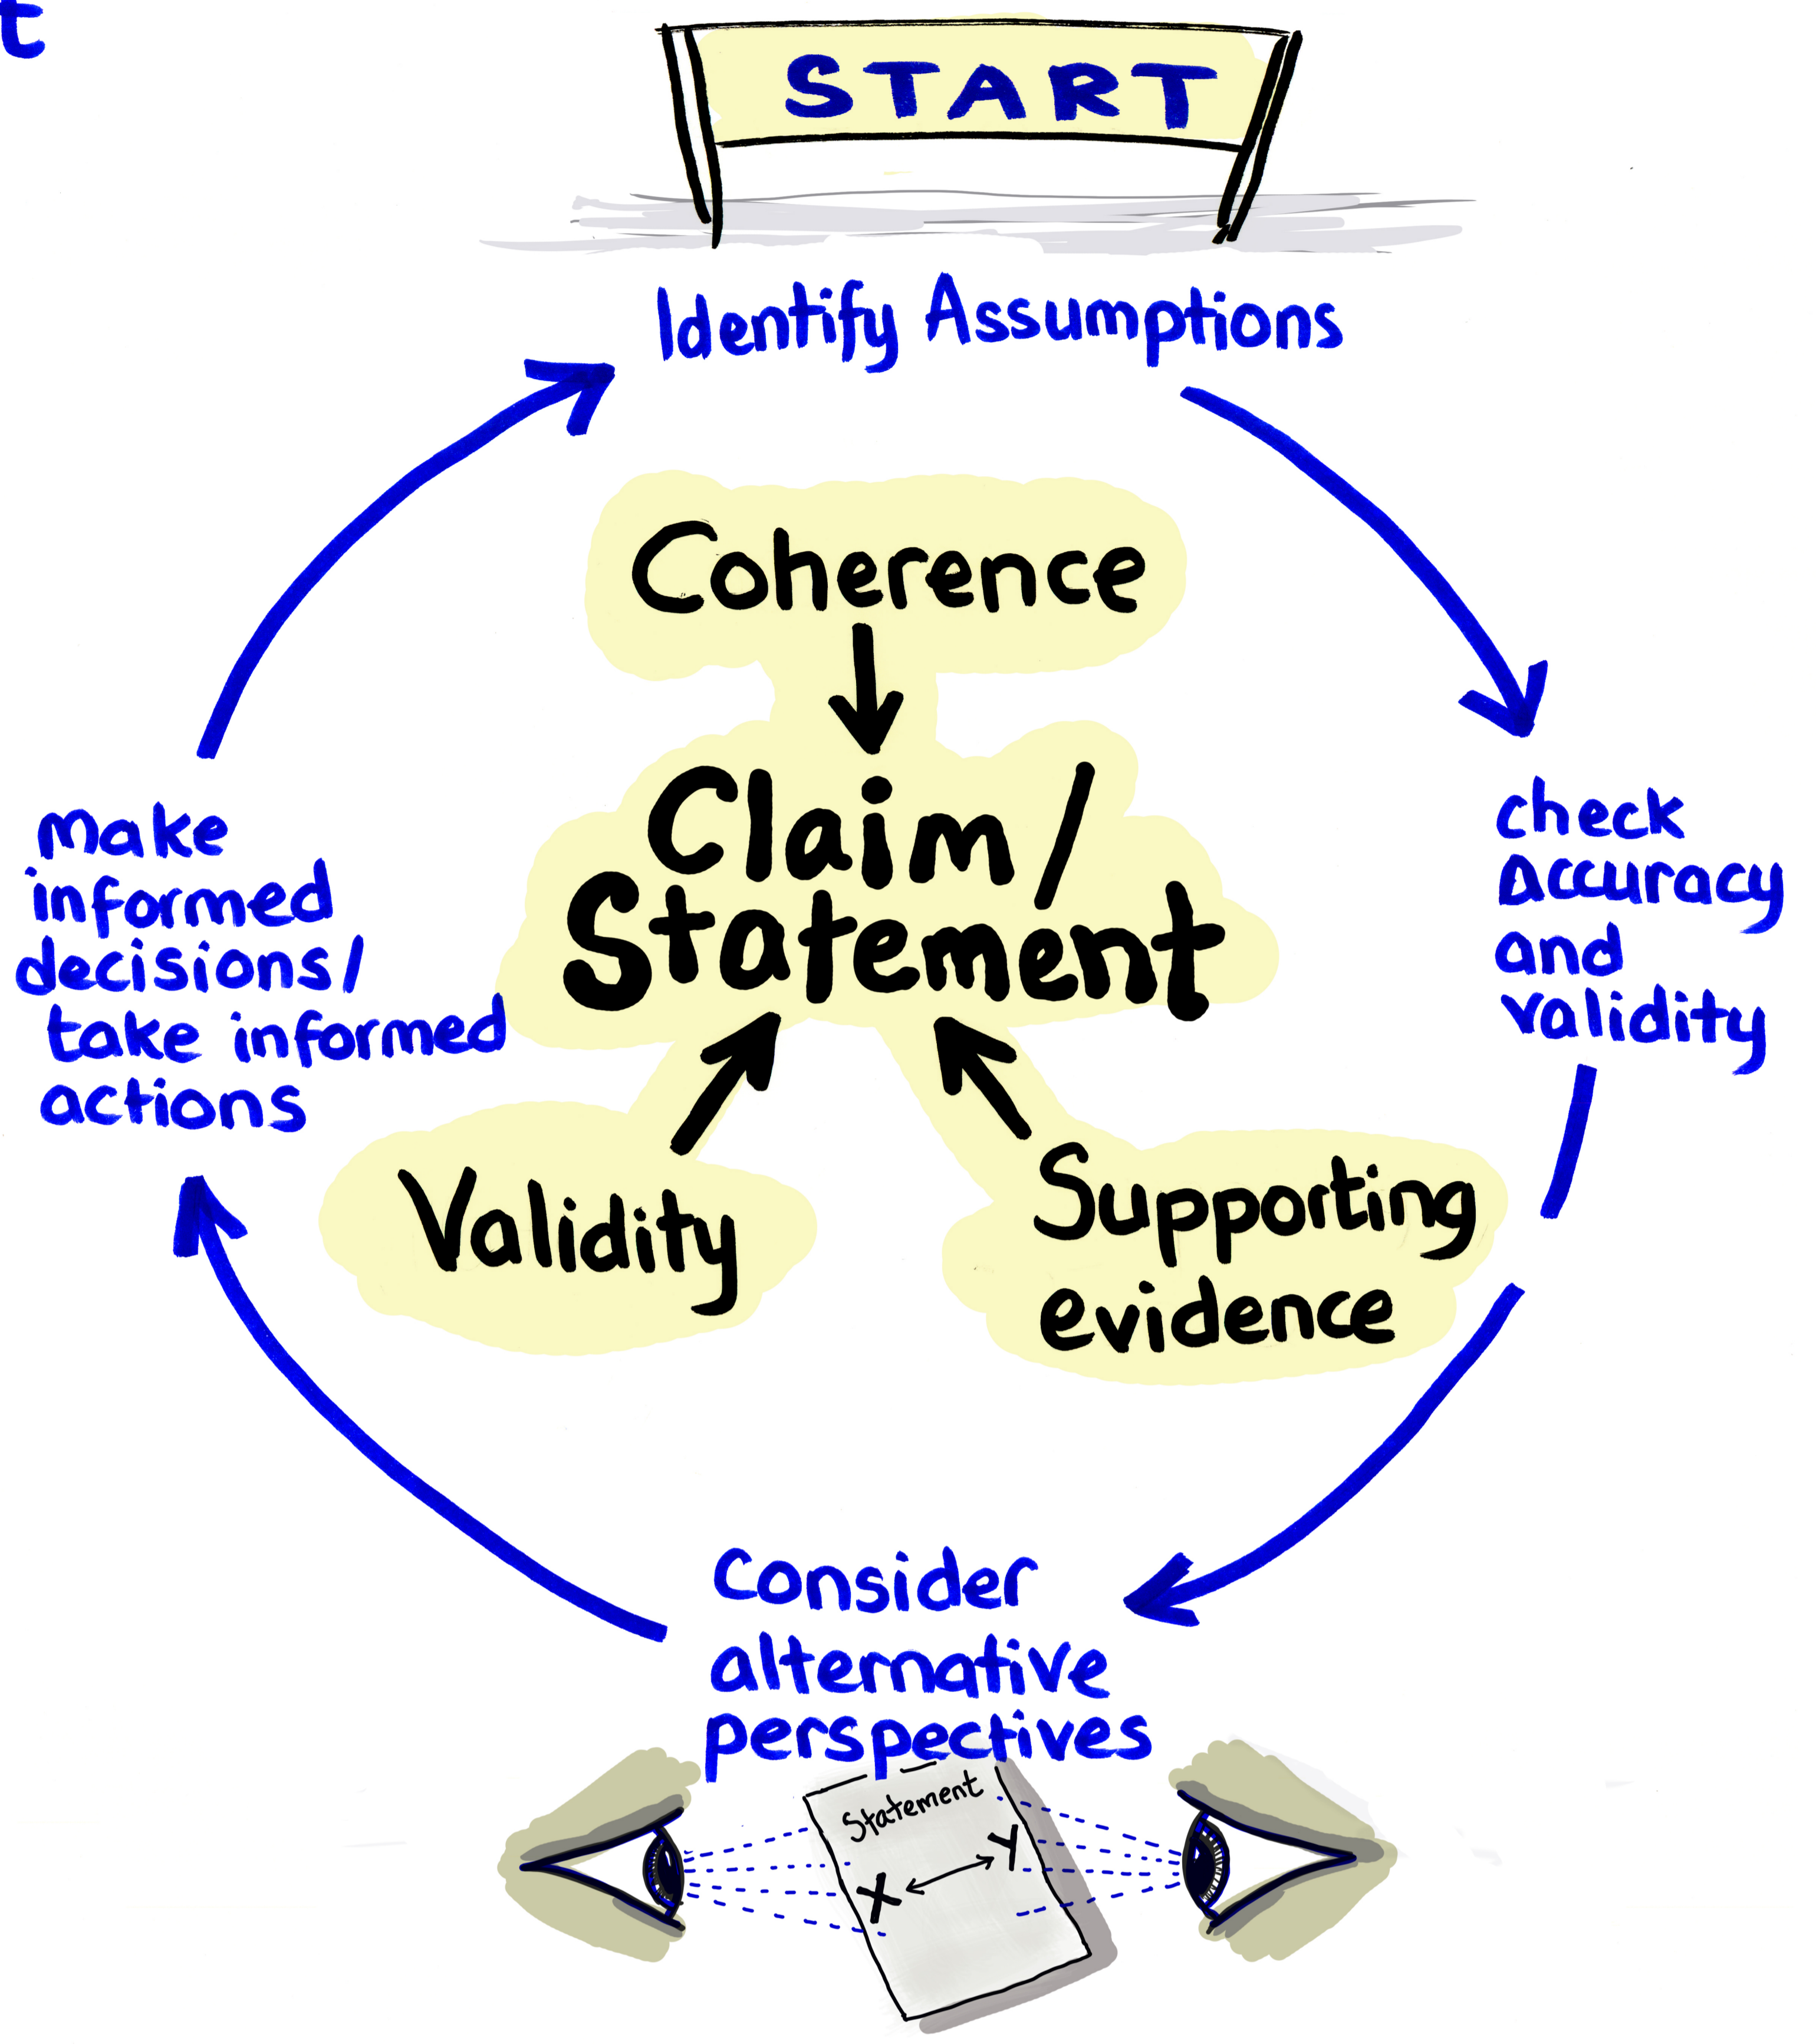 t
START
Identify Assumptions
Coherence
Claim/
Statement
make
informed
decisions/
take informed
actions
check
Accuracy
and
validity
Validity
Supporting
evidence
Consider
alternative
perspectives
Statement
Y
X